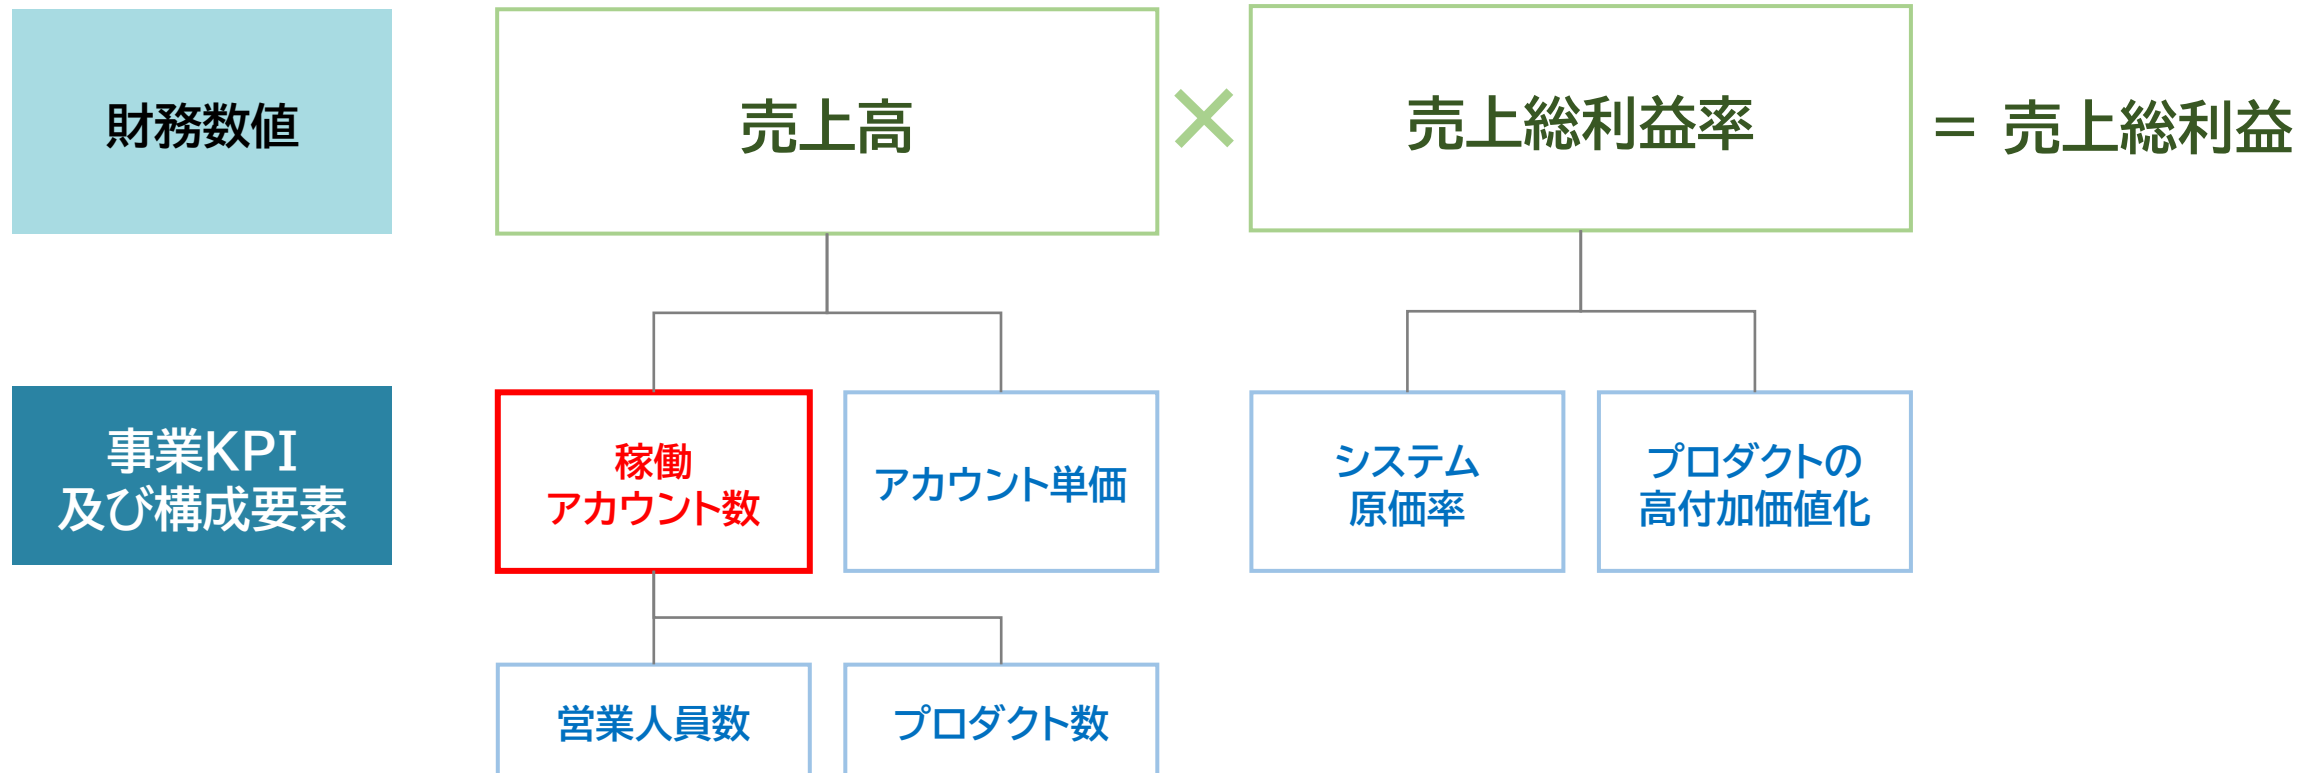 財務数値
売上高
×
売上総利益率
= 売上総利益
事業KPI
及び構成要素
稼働
アカウント数
アカウント単価
システム
原価率
プロダクトの
高付加価値化
営業人員数
プロダクト数